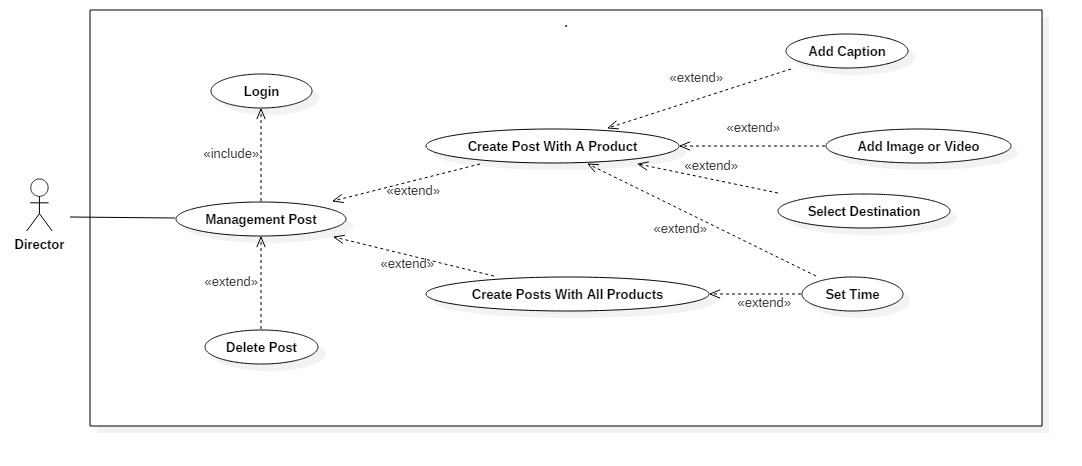 Add Caption
«extend»
Login
«extend»
Create Post With A Product
Add Image or Video
«include»
«extend»
«extend»
Select Destination
Management Post
«extend»
Director
«extend»
«extend»
Create Posts With All Products
Set Time
«extend»
Delete Post